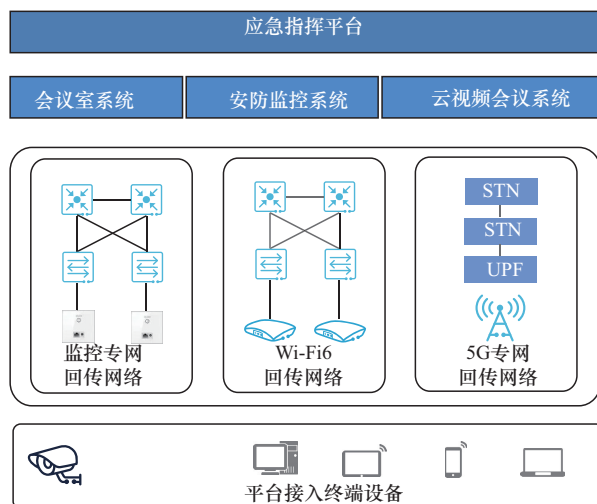 应急指挥平台
会议室系统
安防监控系统
云视频会议系统
STN
STN
UPF
监控专网
回传网络
Wi-Fi6
回传网络
5G专网
回传网络
平台接入终端设备